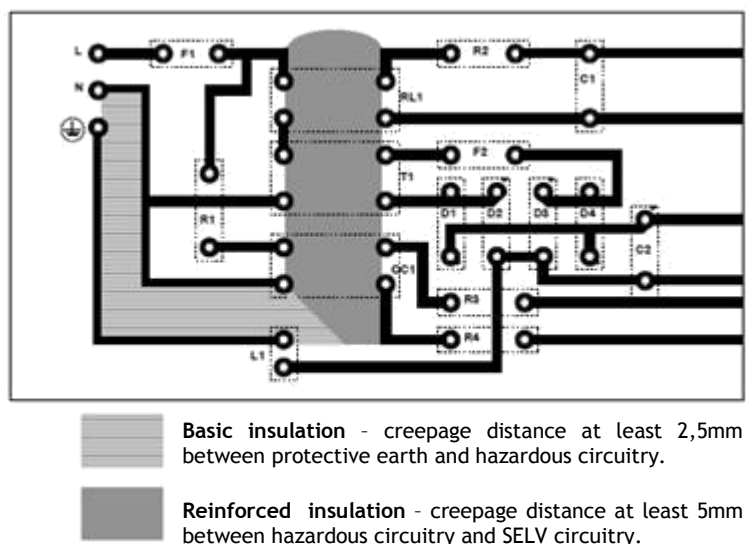 L F1 R2
C1
N RL1
F2
T1
D1 D2 D3 D4
R1
C2
OC1
R3
R4
L1
Basic insulation – creepage distance at least 2,5mm
between protective earth and hazardous circuitry.
Reinforced insulation – creepage distance at least 5mm
between hazardous circuitry and SELV circuitry.